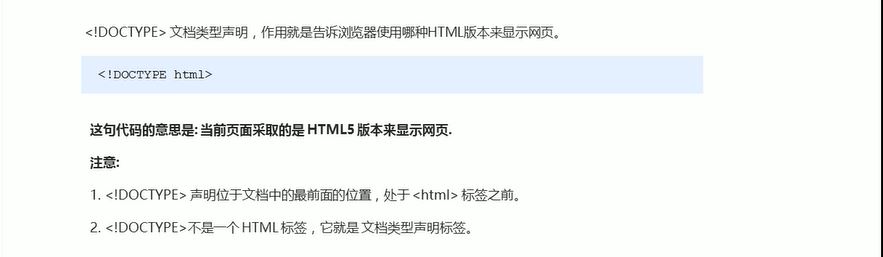 <!DOCTYPE> 文档类型声明，作用就是告诉浏览器使用哪种HTML版本来显示网页。
<!DOCTYPE html>
这句代码的意思是: 当前页面采取的是 HTML5 版本来显示网页.
注意:
1. <!DOCTYPE> 声明位于文档中的最前面的位置，处于 <html> 标签之前。
2. <!DOCTYPE>不是一个 HTML 标签，它就是 文档类型声明标签。